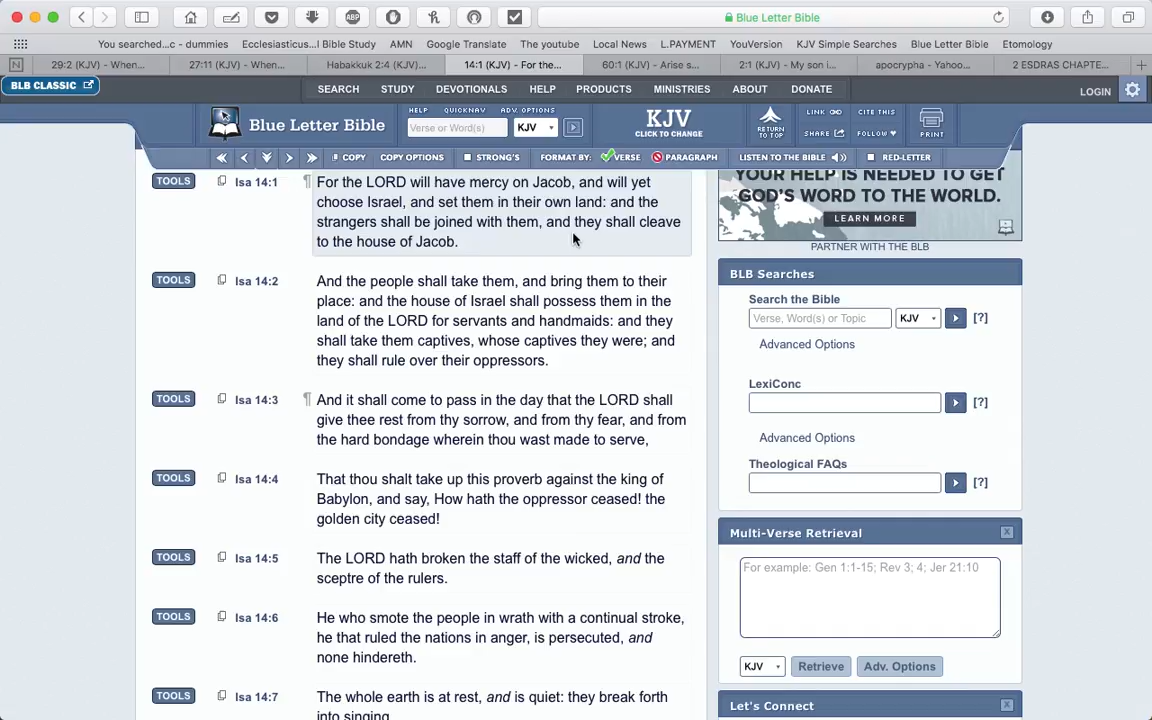 Blue Letter Bible
You searched...c - dummies
Ecclesiasticus...l Bible Study
AMN
Google Translate
The youtube
Local News
L.PAYMENT
YouVersion
KJV Simple Searches
Blue Letter Bible
Etomology
29:2 (KJV) - When...
27:11 (KJV) - When...
Habakkuk 2:4 (KJV)...
14:1 (KJV) - For the...
60:1 (KJV) - Arise s...
2:1 (KJV) - My son i...
apocrypha - Yahoo...
2 ESDRAS CHAPTE...
BLB CLASSIC
SEARCH
STUDY
DEVOTIONALS
HELP
PRODUCTS
MINISTRIES
ABOUT
DONATE
LOGIN
Blue Letter Bible
HELP
QUICKNAV
ADV. OPTIONS
Verse or Word(s)
KJV
KJV
CLICK TO CHANGE
RETURN
TO TOP
LINK
CITE THIS
SHARE
FOLLOW
PRINT
COPY
COPY OPTIONS
STRONG'S
FORMAT BY:
VERSE
PARAGRAPH
LISTEN TO THE BIBLE
RED-LETTER
TOOLS
Isa 14:1
¶ For the LORD will have mercy on Jacob, and will yet
choose Israel, and set them in their own land: and the
strangers shall be joined with them, and they shall cleave
to the house of Jacob.
TOOLS
Isa 14:2
And the people shall take them, and bring them to their
place: and the house of Israel shall possess them in the
land of the LORD for servants and handmaids: and they
shall take them captives, whose captives they were; and
they shall rule over their oppressors.
TOOLS
Isa 14:3
¶ And it shall come to pass in the day that the LORD shall
give thee rest from thy sorrow, and from thy fear, and from
the hard bondage wherein thou wast made to serve,
TOOLS
Isa 14:4
That thou shalt take up this proverb against the king of
Babylon, and say, How hath the oppressor ceased! the
golden city ceased!
TOOLS
Isa 14:5
The LORD hath broken the staff of the wicked, and the
sceptre of the rulers.
TOOLS
Isa 14:6
He who smote the people in wrath with a continual stroke,
he that ruled the nations in anger, is persecuted, and
none hindereth.
TOOLS
Isa 14:7
The whole earth is at rest, and is quiet: they break forth
into singing.
YOUR HELP IS NEEDED TO GET
GOD'S WORD TO THE WORLD.
LEARN MORE
PARTNER WITH THE BLB
BLB Searches
Search the Bible
Verse, Word(s) or Topic
KJV
[?]
Advanced Options
LexiConc
[?]
Advanced Options
Theological FAQs
[?]
Multi-Verse Retrieval
For example: Gen 1:1-15; Rev 3; 4; Jer 21:10
KJV
Retrieve
Adv. Options
Let's Connect